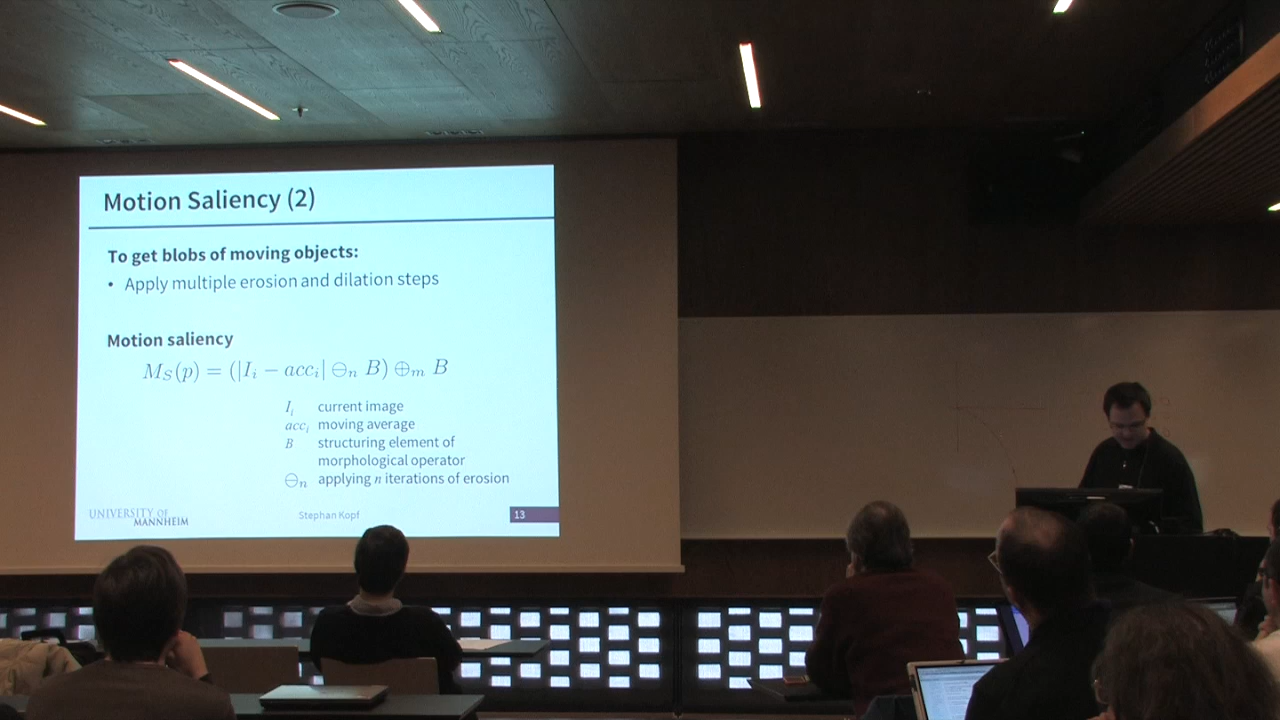 Motion Saliency (2)
To get blobs of moving objects:
• Apply multiple erosion and dilation steps
Motion saliency
M_S(p) = (|I_i − acc_i| ⊖_n B) ⊕_m B
I_i current image
acc_i moving average
B structuring element of
morphological operator
⊖_n applying n iterations of erosion
UNIVERSITY OF
MANNHEIM
Stephan Kopf
13